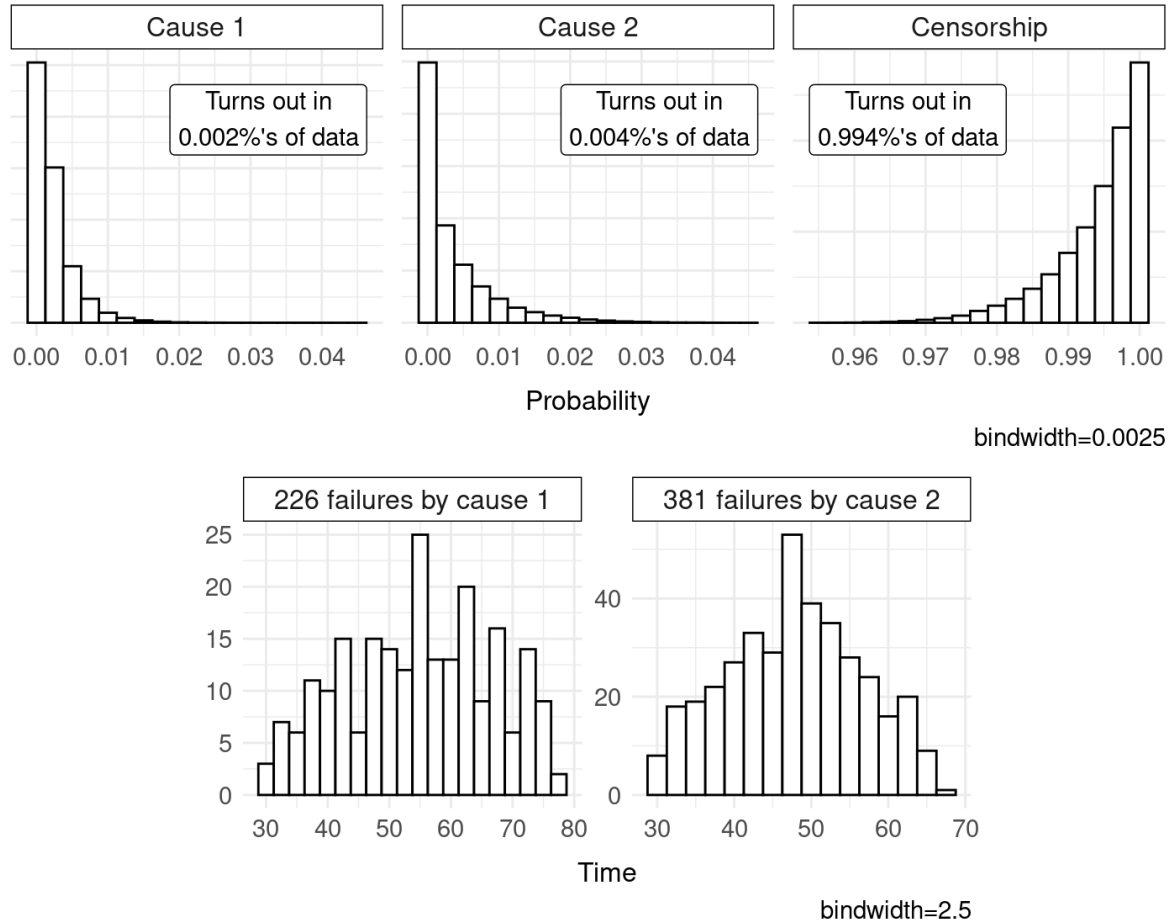 Cause 1
Cause 2
Censorship
Turns out in
0.002%'s of data
Turns out in
0.004%'s of data
Turns out in
0.994%'s of data
0.00 0.01 0.02 0.03 0.04
0.00 0.01 0.02 0.03 0.04
0.96 0.97 0.98 0.99 1.00
Probability
bindwidth=0.0025
226 failures by cause 1
381 failures by cause 2
25
20
15
10
5
0
40
20
0
30 40 50 60 70 80
30 40 50 60 70
Time
bindwidth=2.5